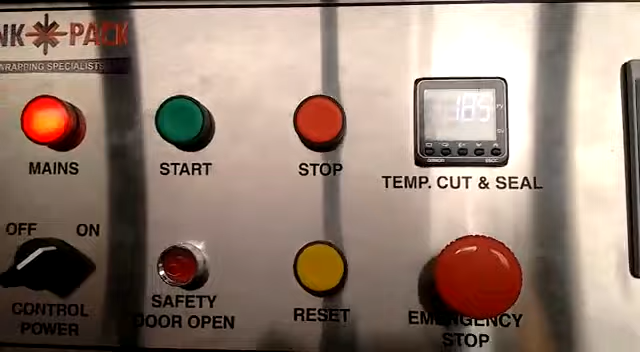 NK PACK
WRAPPING SPECIALISTS
185
MAINS
START
STOP
TEMP. CUT & SEAL
OFF ON
CONTROL
POWER
SAFETY
DOOR OPEN
RESET
EMERGENCY
STOP